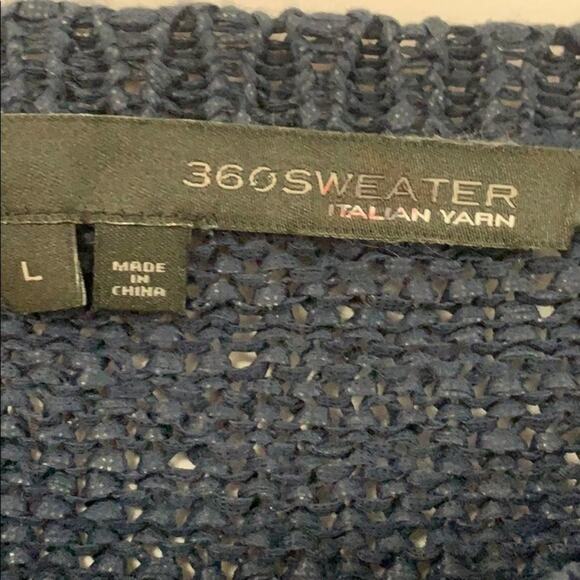 360SWEATER
ITALIAN YARN
L
MADE
IN
CHINA